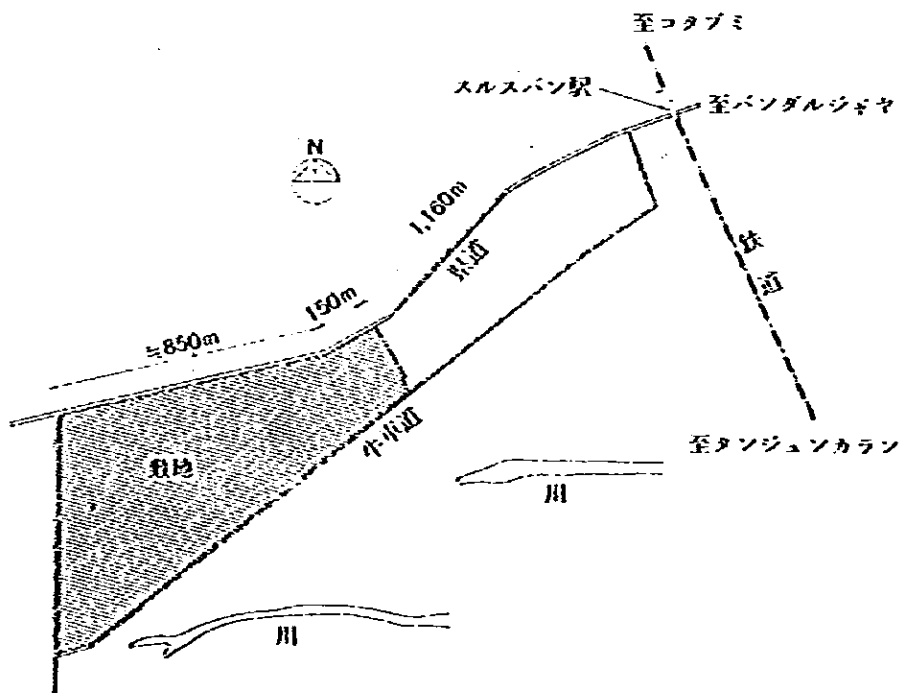 至コタブミ
スルスバン駅
至バンダルジャヤ
N
1,160m
県道
鉄道
150m
≒850m
牛車道
至タンジュンカラン
敷地
川
川